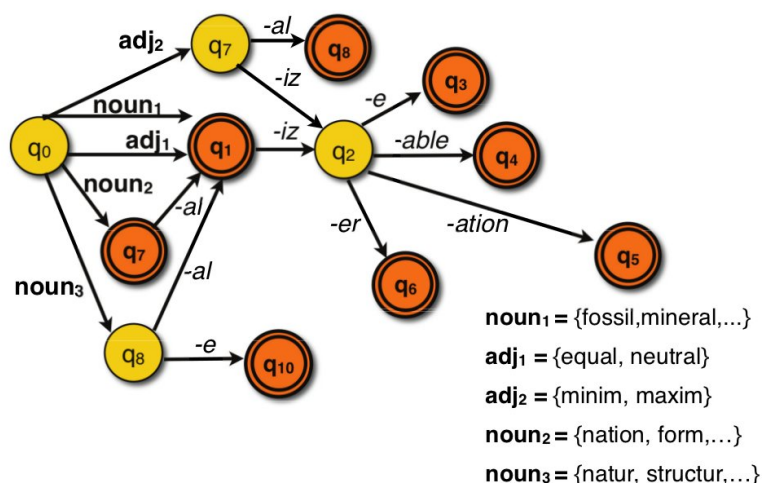 adj2
q7
-al
q8
-iz
-e
q3
noun1
q0
adj1
q1
-iz
q2
-able
q4
noun2
-al
q7
-er
-ation
q5
noun3
-al
q6
q8
-e
q10
noun1 = {fossil,mineral,...}
adj1 = {equal, neutral}
adj2 = {minim, maxim}
noun2 = {nation, form,...}
noun3 = {natur, structur,...}